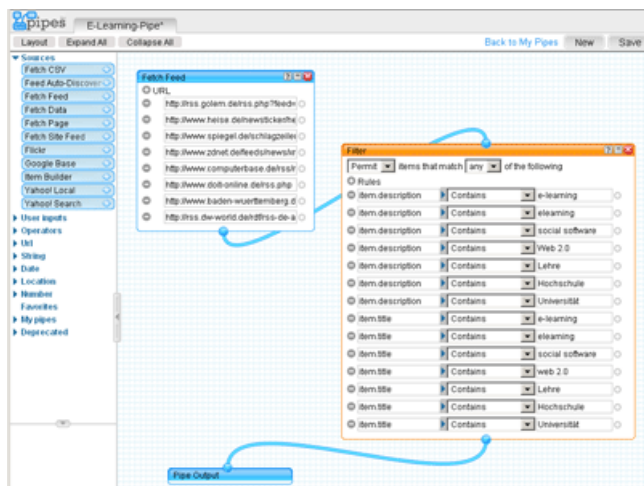 pipes
E-Learning-Pipe*
Layout Expand All Collapse All Back to My Pipes New Save
Sources
Fetch CSV
Feed Auto-Discover
Fetch Feed
Fetch Data
Fetch Page
Fetch Site Feed
Flickr
Google Base
Item Builder
Yahoo! Local
Yahoo! Search
User inputs
Operators
Url
String
Date
Location
Number
Favorites
My pipes
Deprecated
Fetch Feed
URL
http://rss.golem.de/rss.php?feed=
http://www.heise.de/newsticker/he
http://www.spiegel.de/schlagzeilen
http://www.zdnet.de/feeds/news/xr
http://www.computerbase.de/rss/n
http://www.doit-online.de/rss.php
http://www.baden-wuerttemberg.d
http://rss.dw-world.de/rdf/rss-de-a
Filter
Permit items that match any of the following
Rules
item.description Contains e-learning
item.description Contains elearning
item.description Contains social software
item.description Contains Web 2.0
item.description Contains Lehre
item.description Contains Hochschule
item.description Contains Universität
item.title Contains e-learning
item.title Contains elearning
item.title Contains social software
item.title Contains web 2.0
item.title Contains Lehre
item.title Contains Hochschule
item.title Contains Universität
Pipe Output